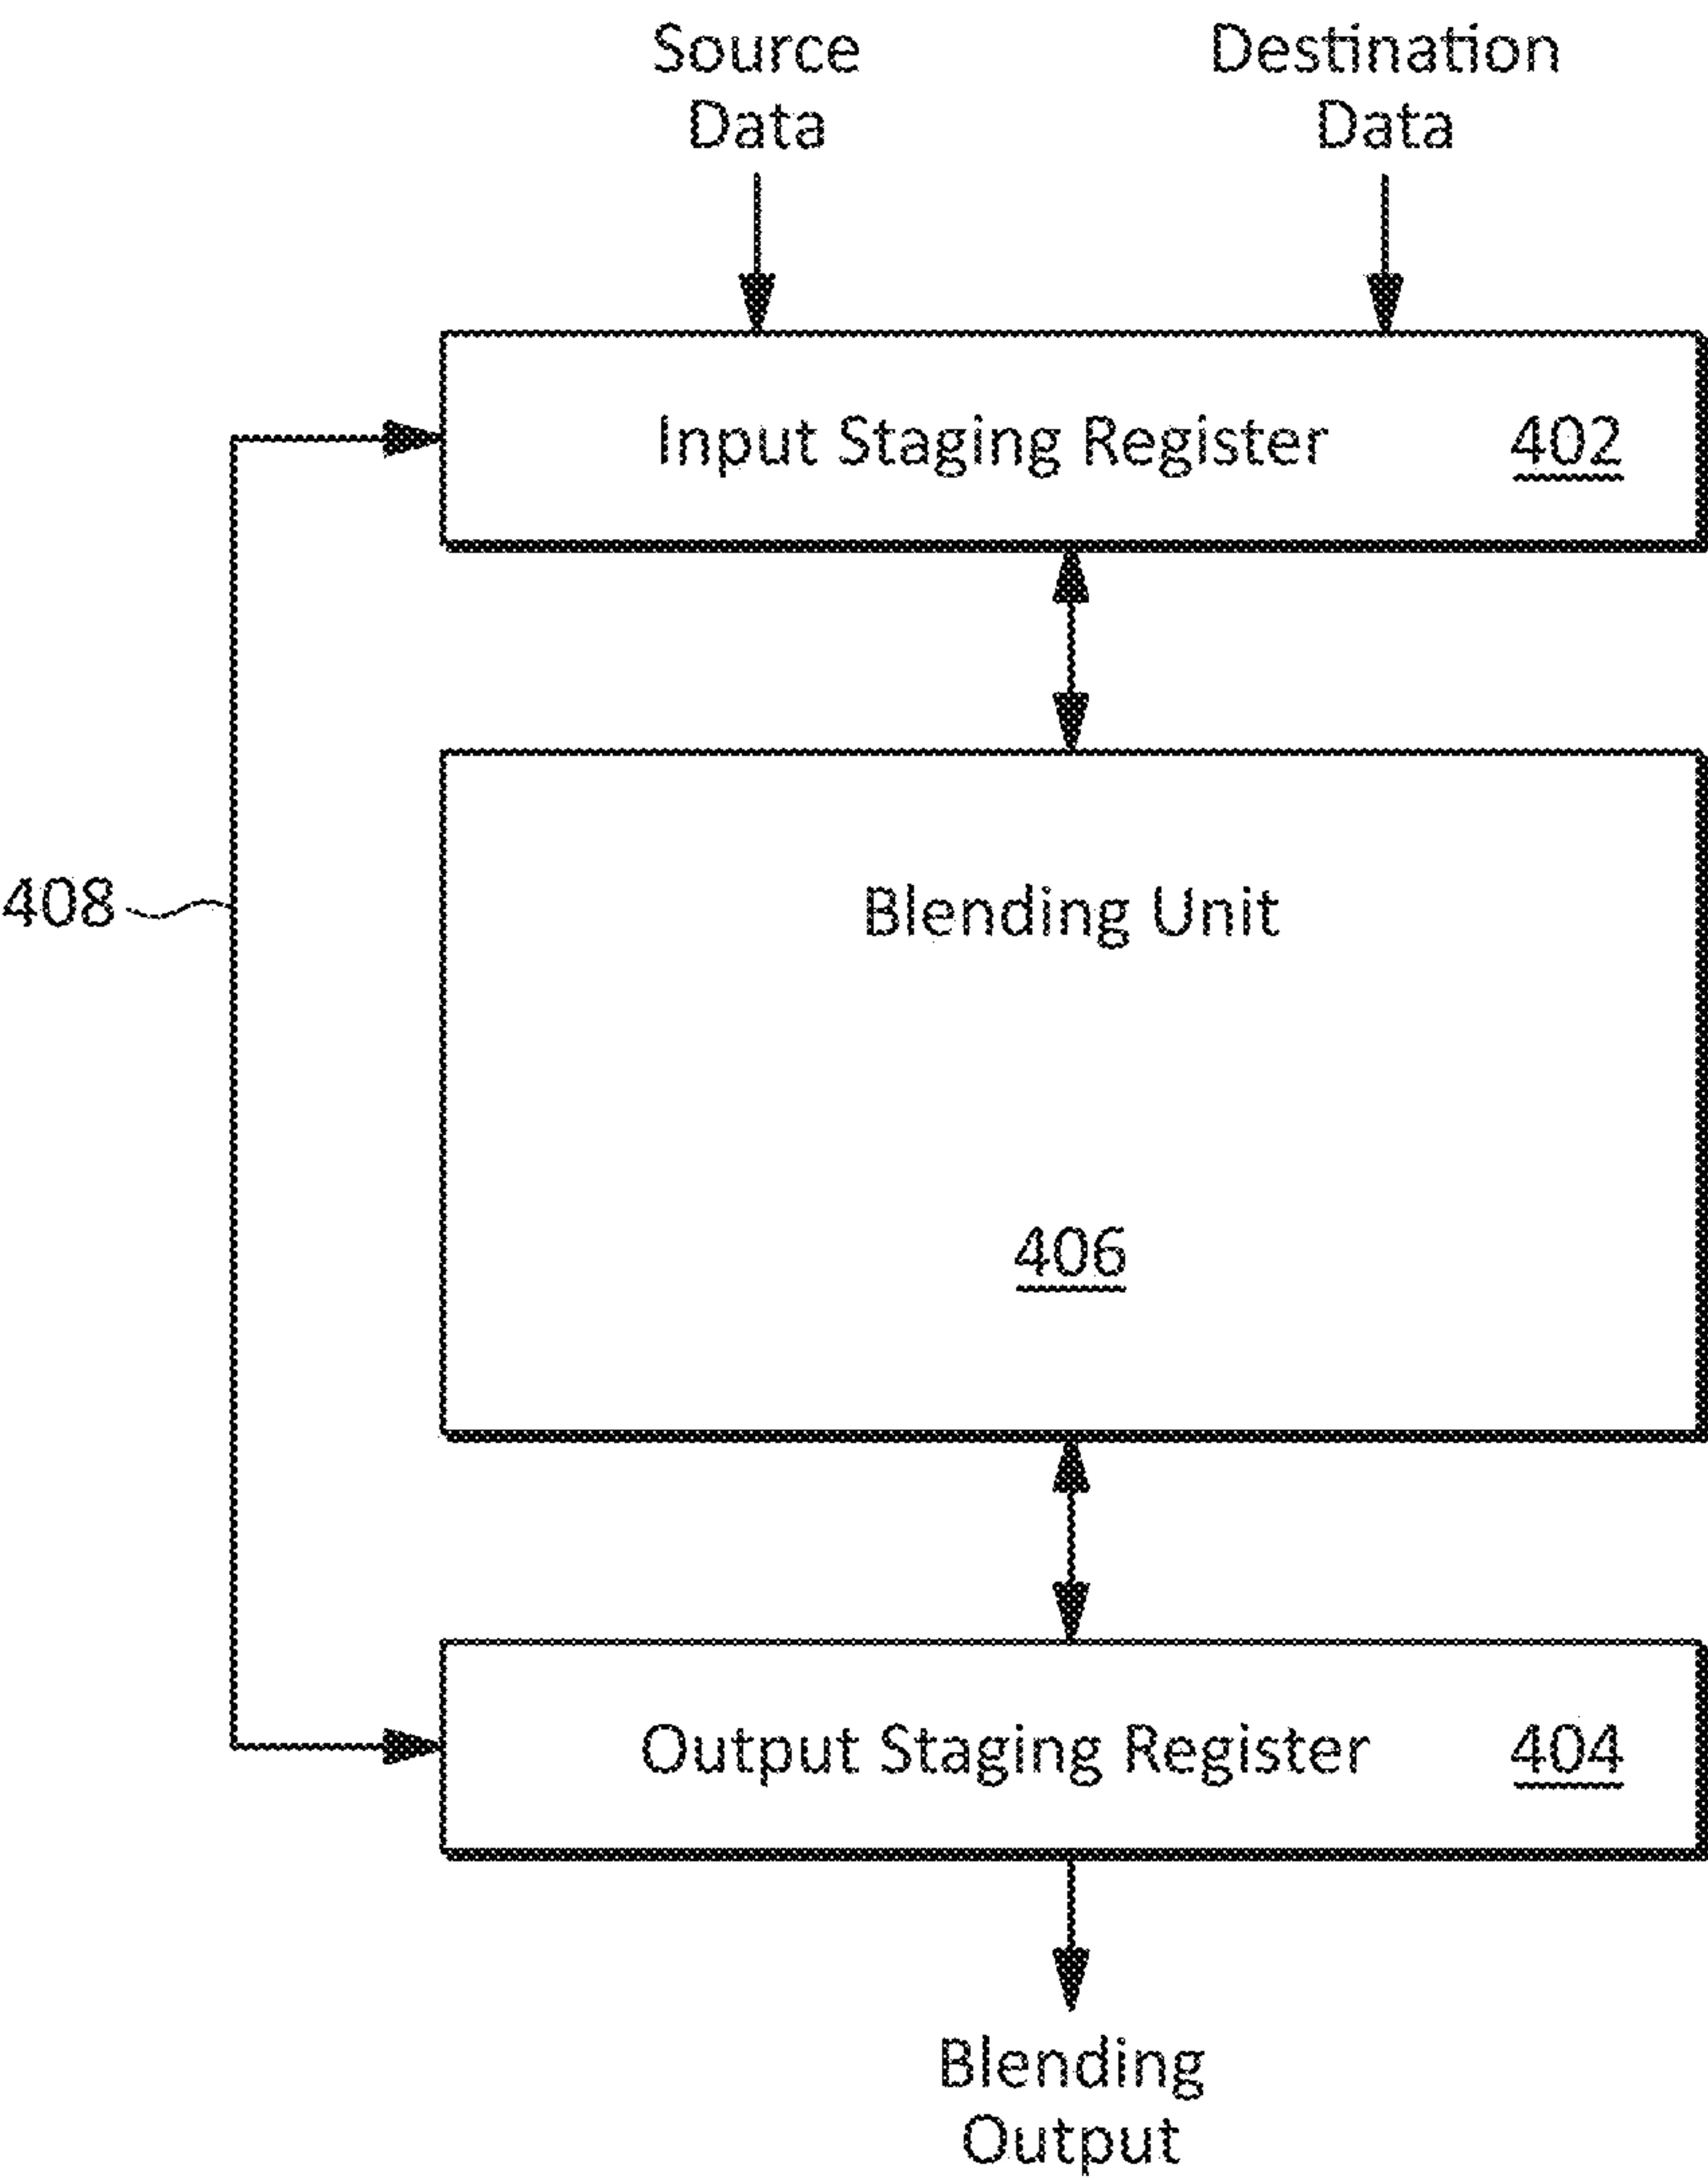 Source
Data
Destination
Data
Input Staging Register 402
408
Blending Unit
406
Output Staging Register 404
Blending
Output